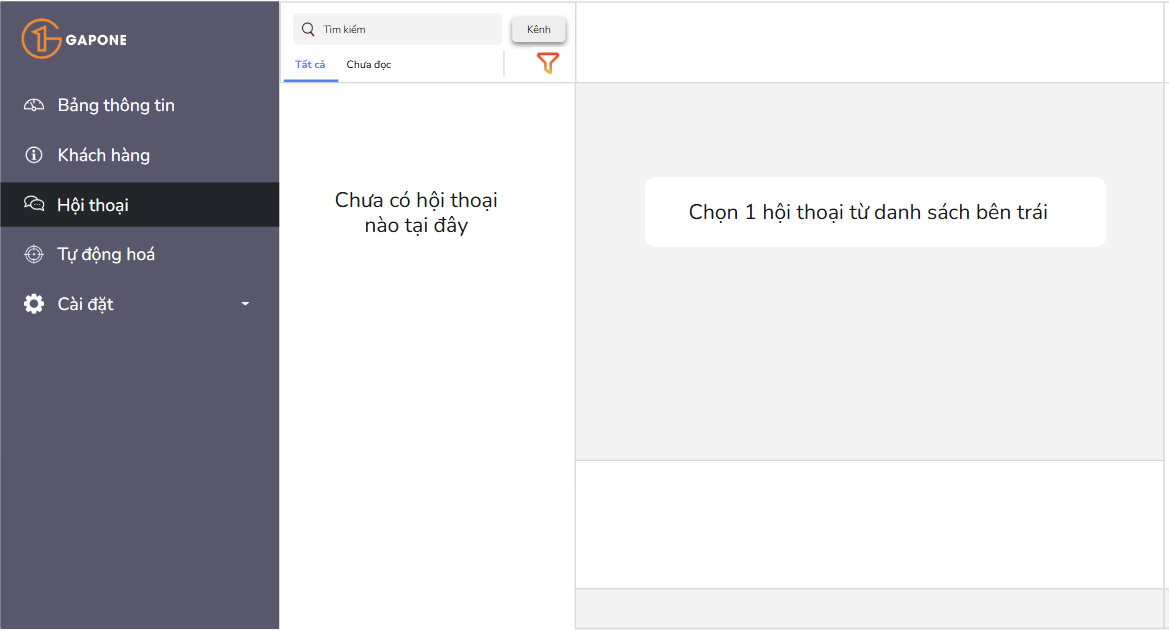 GAPONE
Bảng thông tin
Khách hàng
Hội thoại
Tự động hoá
Cài đặt
Tìm kiếm
Kênh
Tất cả
Chưa đọc
Chưa có hội thoại
nào tại đây
Chọn 1 hội thoại từ danh sách bên trái